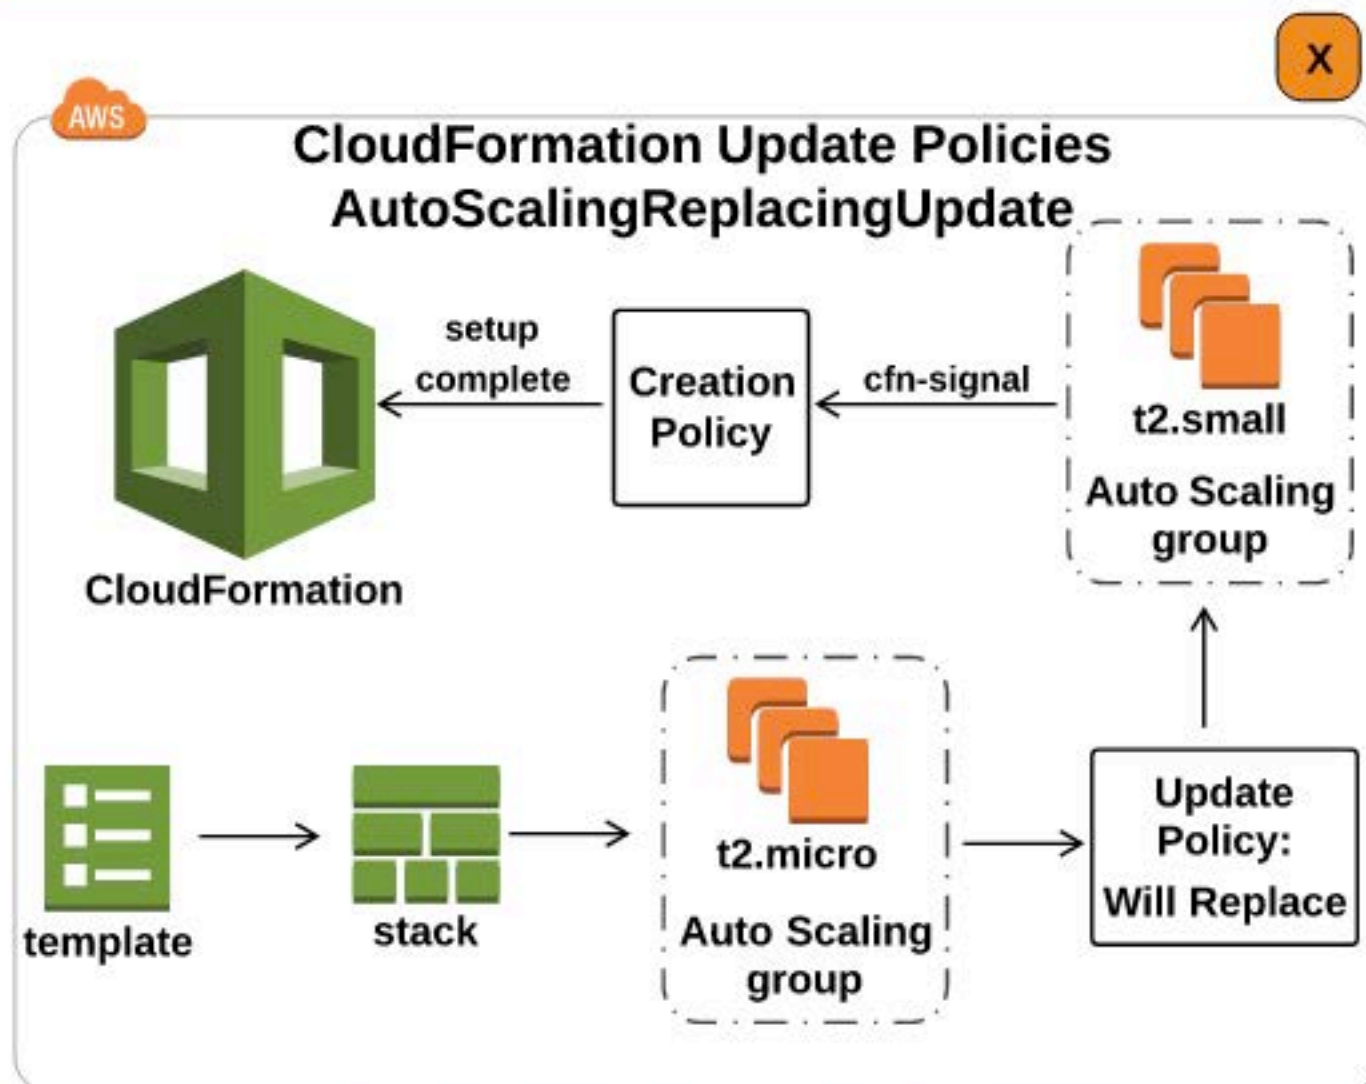 X
AWS
CloudFormation Update Policies
AutoScalingReplacingUpdate
setup
complete
Creation
Policy
cfn-signal
t2.small
Auto Scaling
group
CloudFormation
template
stack
t2.micro
Auto Scaling
group
Update
Policy:
Will Replace